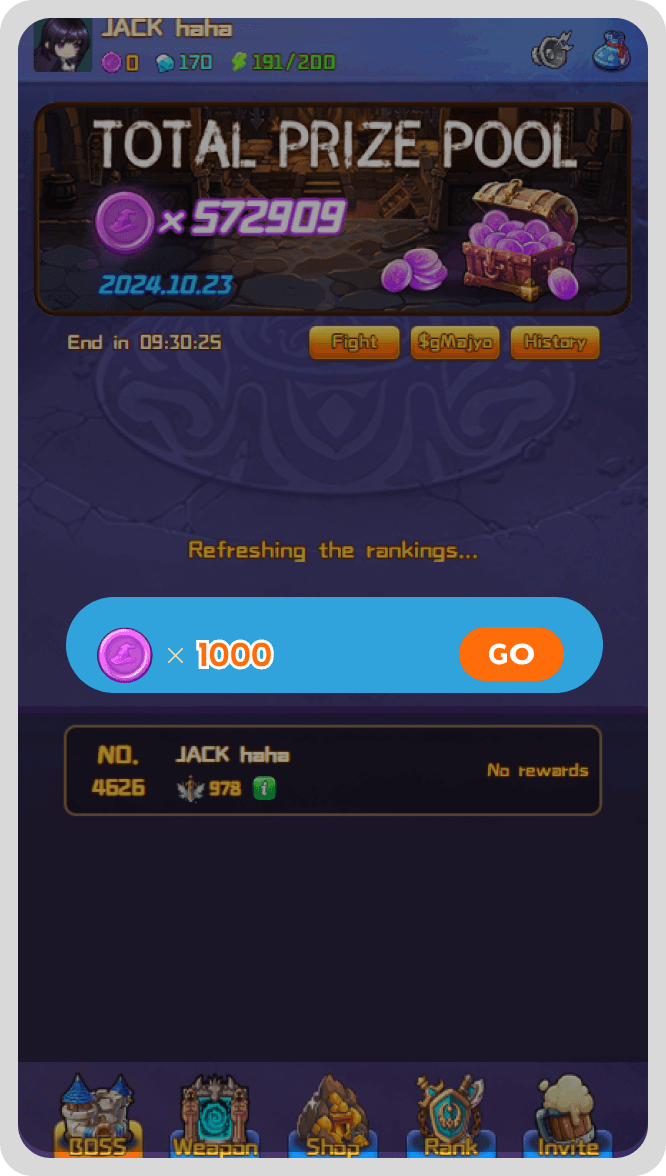 JACK haha
0 170 191/200
TOTAL PRIZE POOL
× 572909
2024.10.23
End in 09:30:25 Fight $gMajyo History
Refreshing the rankings...
× 1000 GO
NO. JACK haha
4626 978 i No rewards
BOSS Weapon Shop Rank Invite